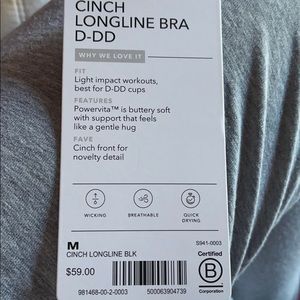 CINCH
LONGLINE BRA
D-DD
WHY WE LOVE IT
FIT
Light impact workouts,
best for D-DD cups
FEATURES
Powervita™ is buttery soft
with support that feels
like a gentle hug
FAVE
Cinch front for
novelty detail
WICKING
BREATHABLE
QUICK
DRYING
M
S941-0003
CINCH LONGLINE BLK
$59.00
981468-00-2-0003
500063904739
Certified
B
Corporation